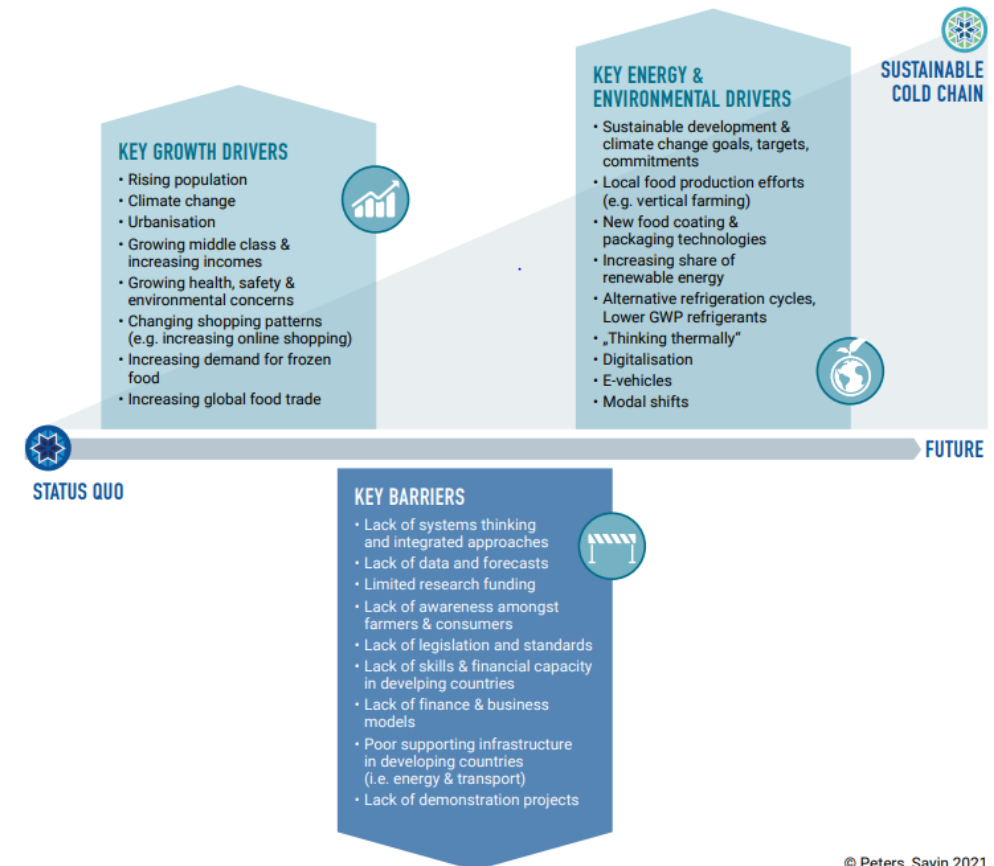 KEY GROWTH DRIVERS
• Rising population
• Climate change
• Urbanisation
• Growing middle class &
increasing incomes
• Growing health, safety &
environmental concerns
• Changing shopping patterns
(e.g. increasing online shopping)
• Increasing demand for frozen
food
• Increasing global food trade
KEY ENERGY &
ENVIRONMENTAL DRIVERS
• Sustainable development &
climate change goals, targets,
commitments
• Local food production efforts
(e.g. vertical farming)
• New food coating &
packaging technologies
• Increasing share of
renewable energy
• Alternative refrigeration cycles,
Lower GWP refrigerants
• „Thinking thermally“
• Digitalisation
• E-vehicles
• Modal shifts
SUSTAINABLE
COLD CHAIN
STATUS QUO
FUTURE
KEY BARRIERS
• Lack of systems thinking
and integrated approaches
• Lack of data and forecasts
• Limited research funding
• Lack of awareness amongst
farmers & consumers
• Lack of legislation and standards
• Lack of skills & financial capacity
in develping countries
• Lack of finance & business
models
• Poor supporting infrastructure
in developing countries
(i.e. energy & transport)
• Lack of demonstration projects
© Peters, Sayin 2021